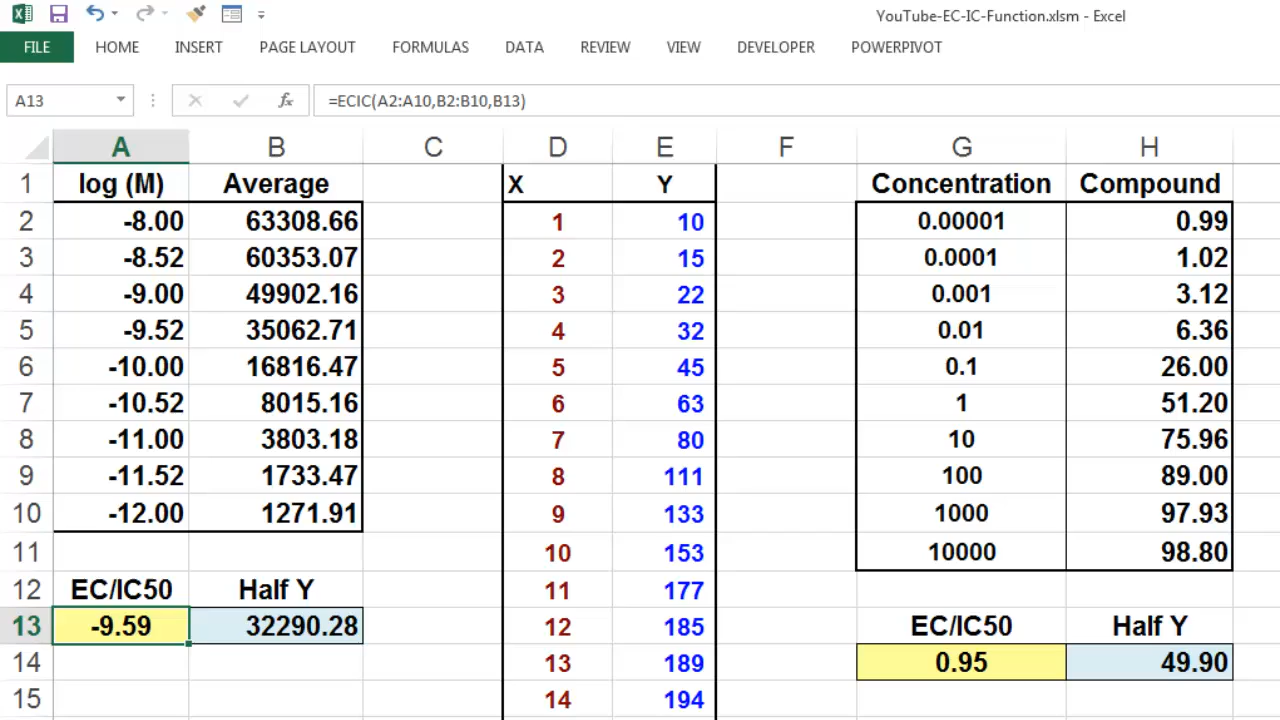 YouTube-EC-IC-Function.xlsm - Excel
FILE HOME INSERT PAGE LAYOUT FORMULAS DATA REVIEW VIEW DEVELOPER POWERPIVOT
A13 fx =ECIC(A2:A10,B2:B10,B13)
A B C D E F G H
1 log (M) Average X Y Concentration Compound
2 -8.00 63308.66 1 10 0.00001 0.99
3 -8.52 60353.07 2 15 0.0001 1.02
4 -9.00 49902.16 3 22 0.001 3.12
5 -9.52 35062.71 4 32 0.01 6.36
6 -10.00 16816.47 5 45 0.1 26.00
7 -10.52 8015.16 6 63 1 51.20
8 -11.00 3803.18 7 80 10 75.96
9 -11.52 1733.47 8 111 100 89.00
10 -12.00 1271.91 9 133 1000 97.93
11 10 153 10000 98.80
12 EC/IC50 Half Y 11 177
13 -9.59 32290.28 12 185 EC/IC50 Half Y
14 13 189 0.95 49.90
15 14 194